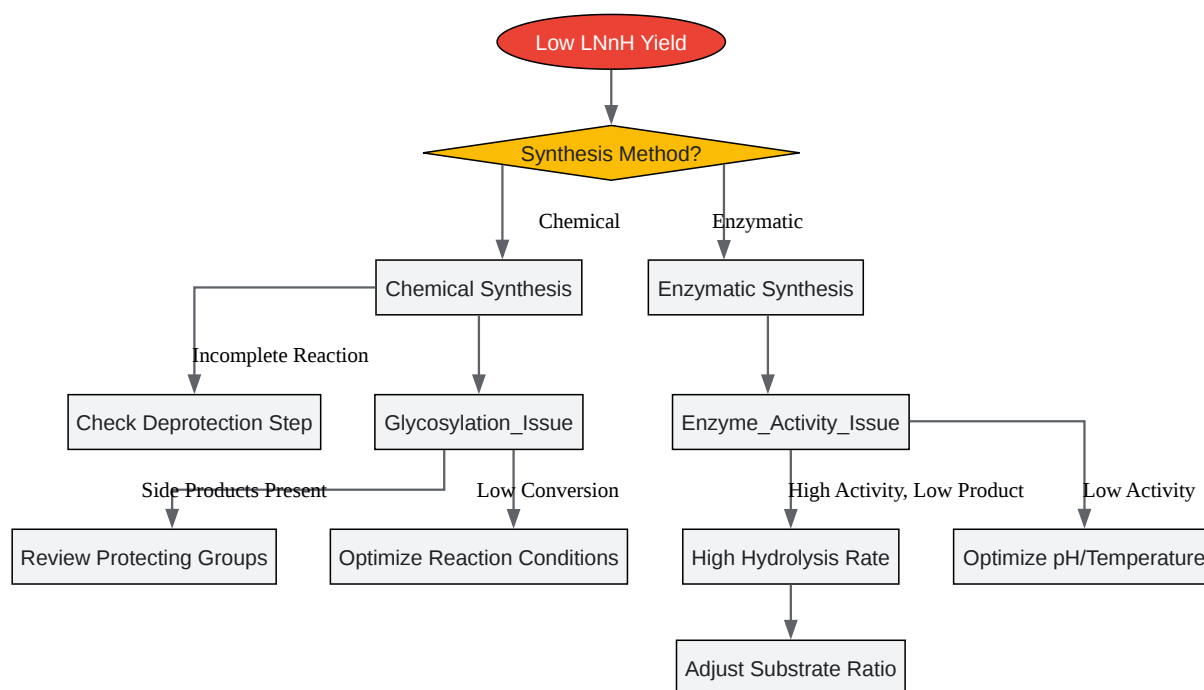 Low LNnH Yield
Synthesis Method?
Chemical
Enzymatic
Chemical Synthesis
Enzymatic Synthesis
Incomplete Reaction
Check Deprotection Step
Glycosylation_Issue
Enzyme_Activity_Issue
Side Products Present
Low Conversion
High Activity, Low Product
Low Activity
Review Protecting Groups
Optimize Reaction Conditions
High Hydrolysis Rate
Optimize pH/Temperature
Adjust Substrate Ratio